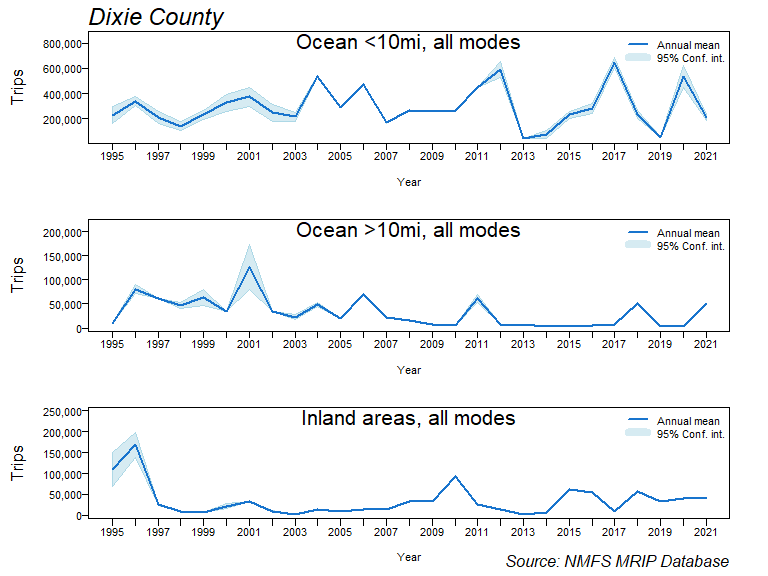 Dixie County
Ocean <10mi, all modes
Annual mean
95% Conf. int.
Trips
800,000
600,000
400,000
200,000
1995 1997 1999 2001 2003 2005 2007 2009 2011 2013 2015 2017 2019 2021
Year
Ocean >10mi, all modes
Annual mean
95% Conf. int.
Trips
200,000
150,000
100,000
50,000
0
1995 1997 1999 2001 2003 2005 2007 2009 2011 2013 2015 2017 2019 2021
Year
Inland areas, all modes
Annual mean
95% Conf. int.
Trips
250,000
200,000
150,000
100,000
50,000
0
1995 1997 1999 2001 2003 2005 2007 2009 2011 2013 2015 2017 2019 2021
Year
Source: NMFS MRIP Database